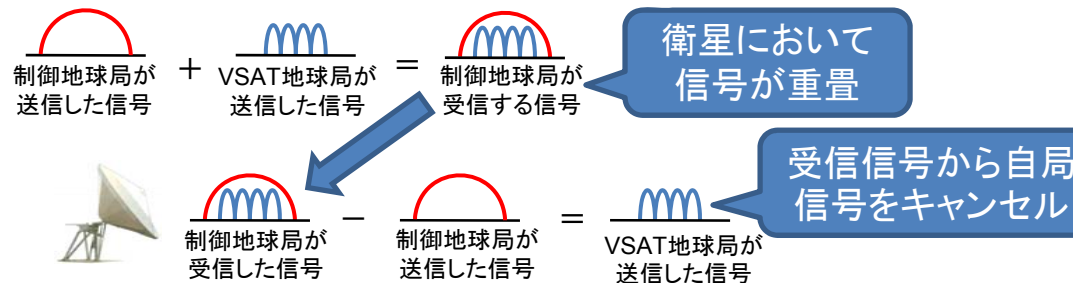 制御地球局が
送信した信号
+
VSAT地球局が
送信した信号
=
制御地球局が
受信する信号
衛星において
信号が重畳
制御地球局が
受信した信号
−
制御地球局が
送信した信号
=
VSAT地球局が
送信した信号
受信信号から自局
信号をキャンセル